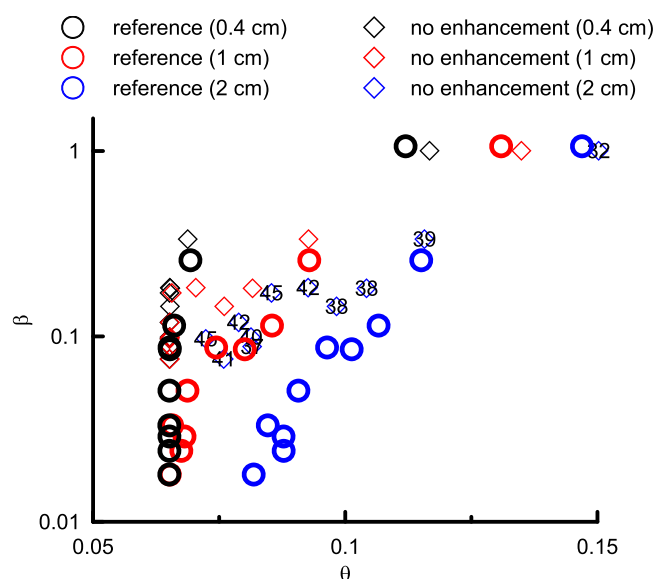 reference (0.4 cm) no enhancement (0.4 cm)
reference (1 cm) no enhancement (1 cm)
reference (2 cm) no enhancement (2 cm)
1
32
39
45 42 38
38
42
45 40
41
0.1
β
0.01
0.05 0.1 0.15
θ